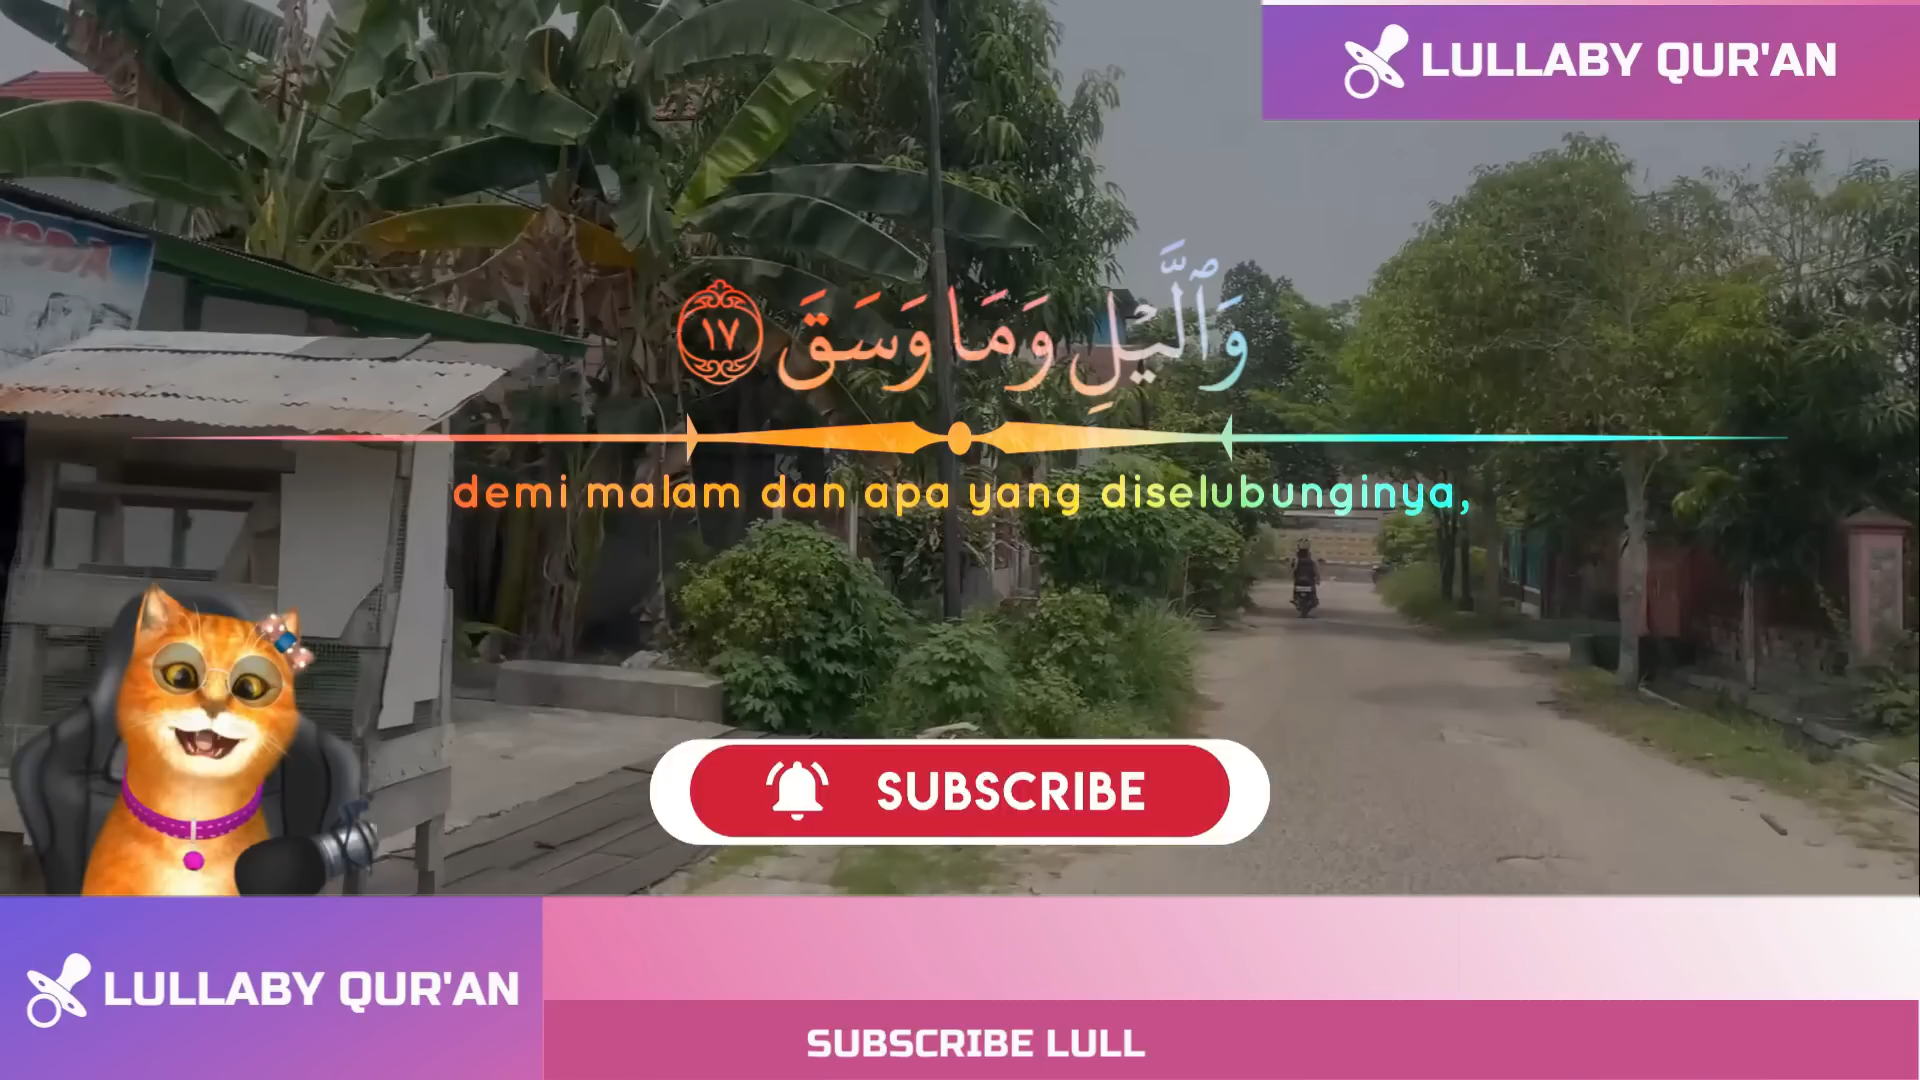 LULLABY QUR'AN
وَٱلَّيْلِ وَمَا وَسَقَ ١٧
demi malam dan apa yang diselubunginya,
SUBSCRIBE
LULLABY QUR'AN
SUBSCRIBE LULL